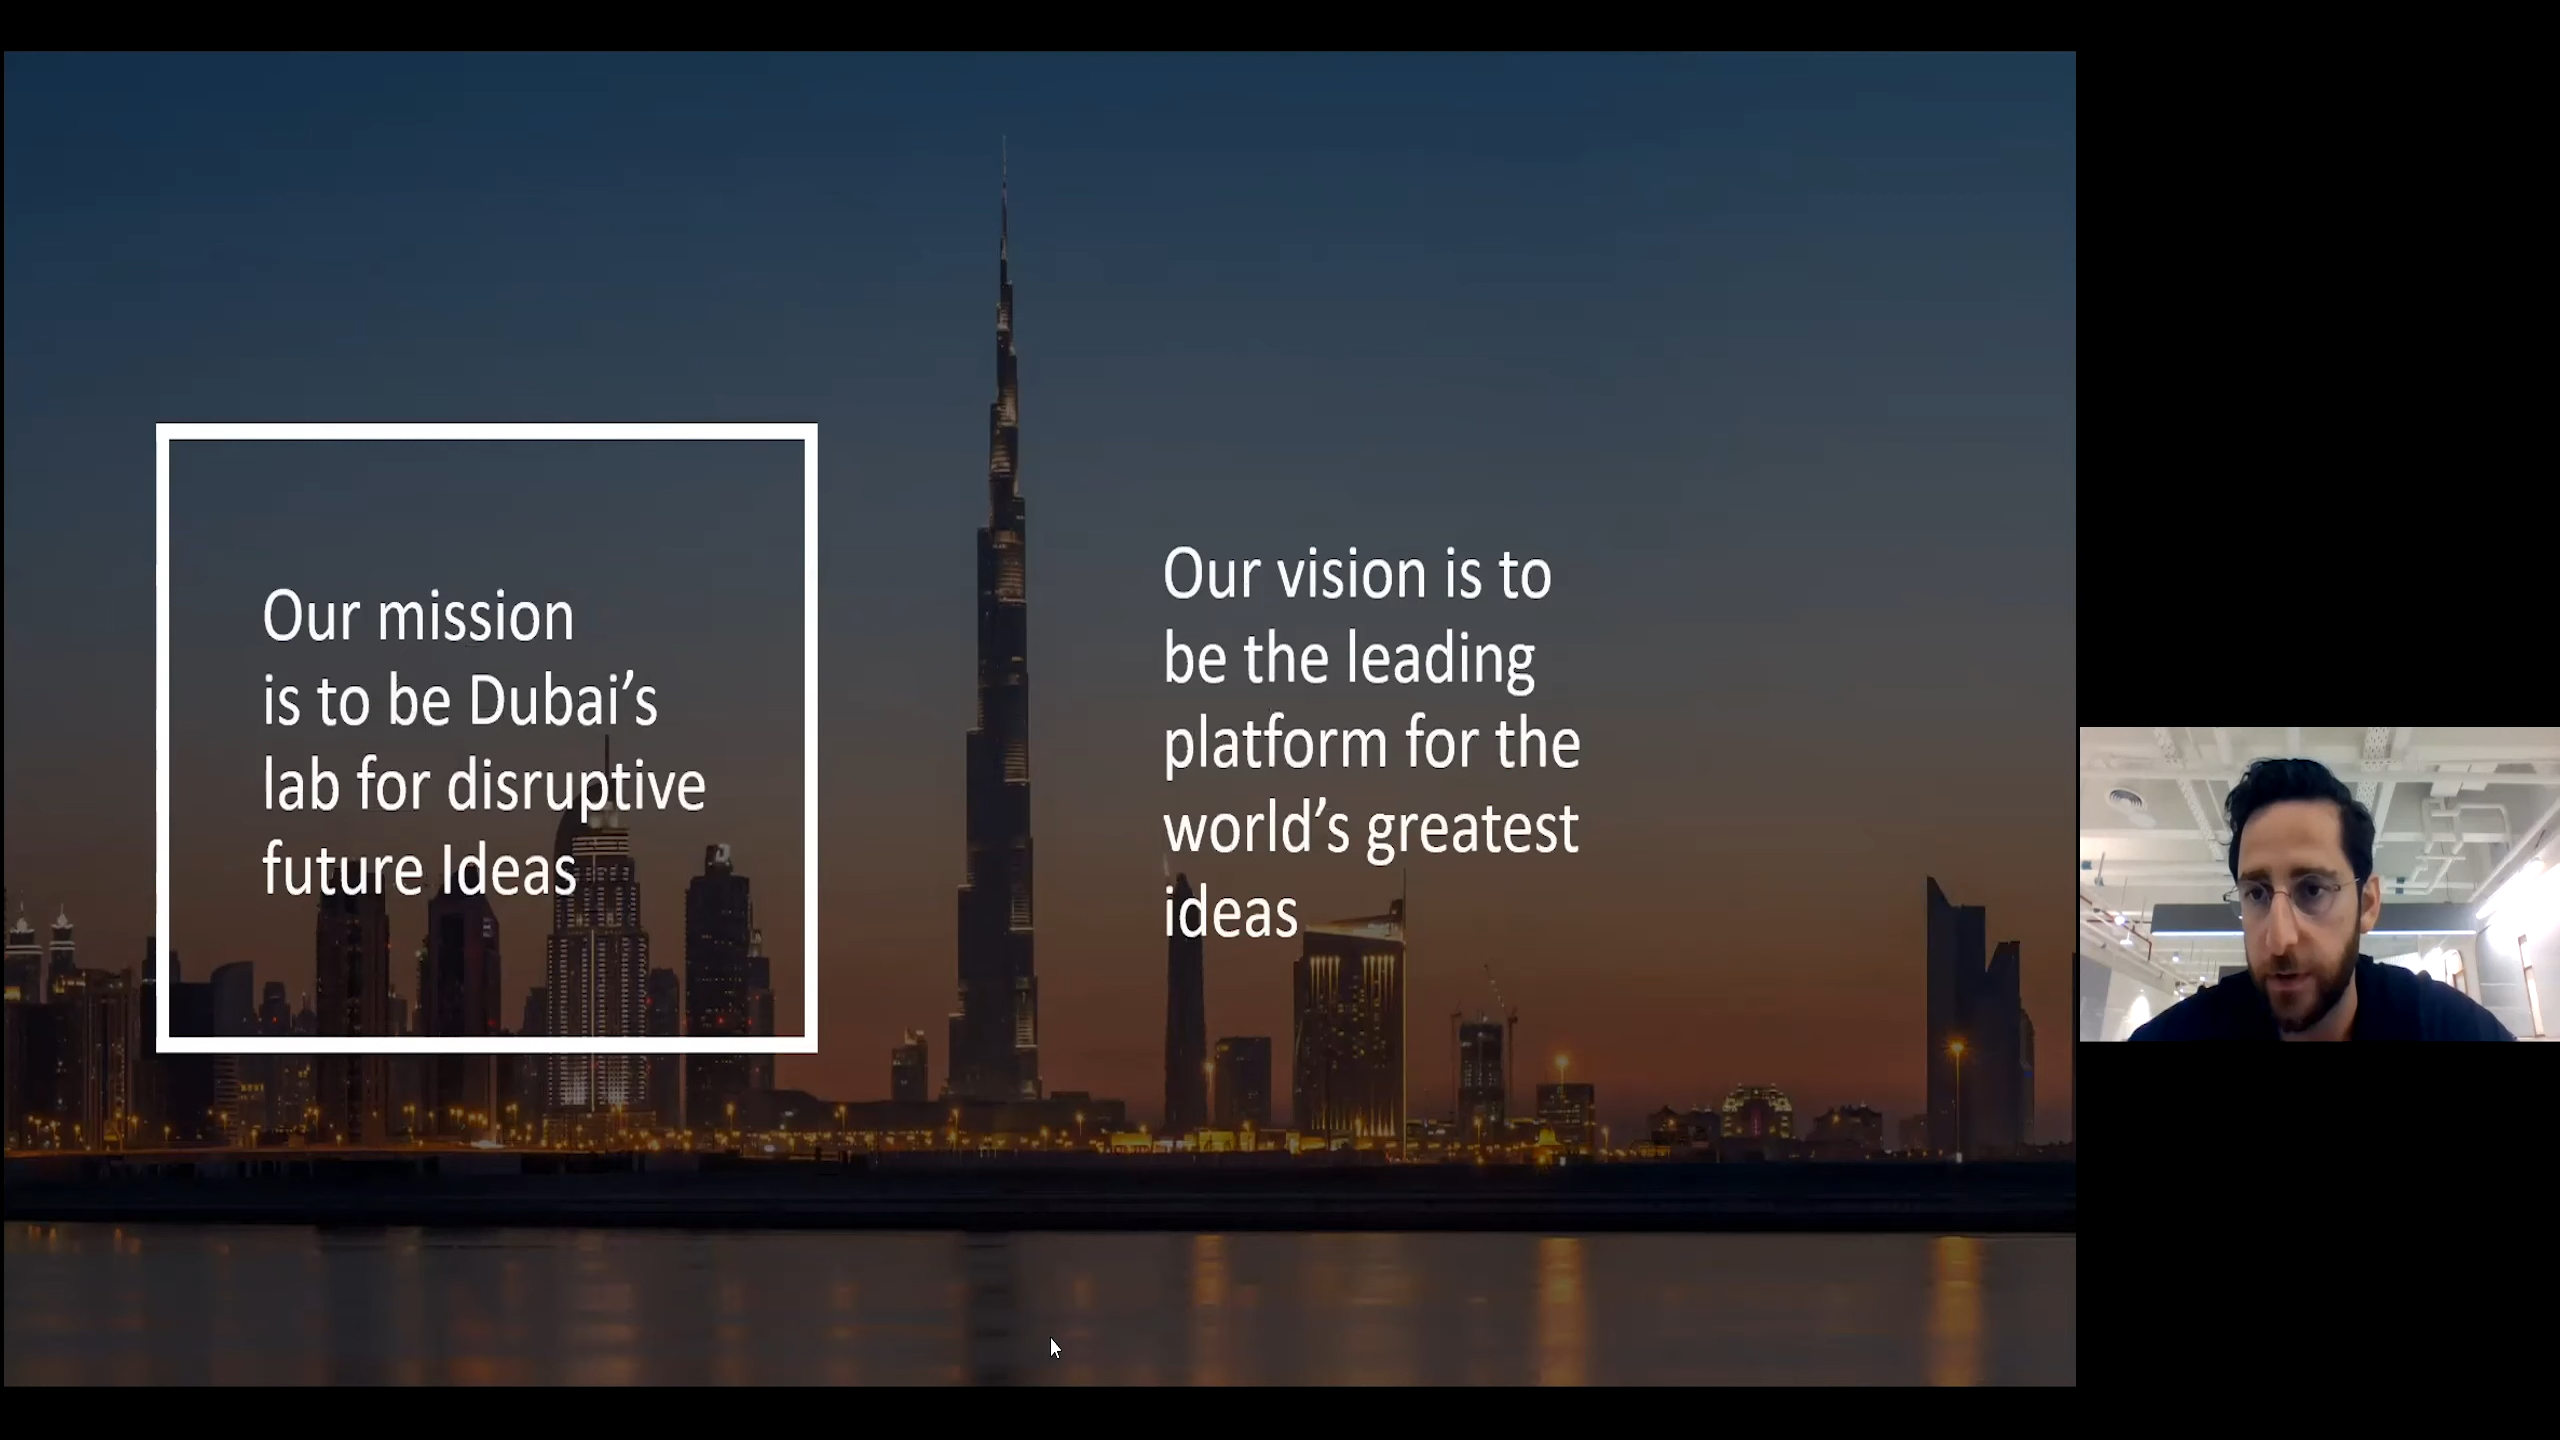 Our mission
is to be Dubai’s
lab for disruptive
future Ideas
Our vision is to
be the leading
platform for the
world’s greatest
ideas